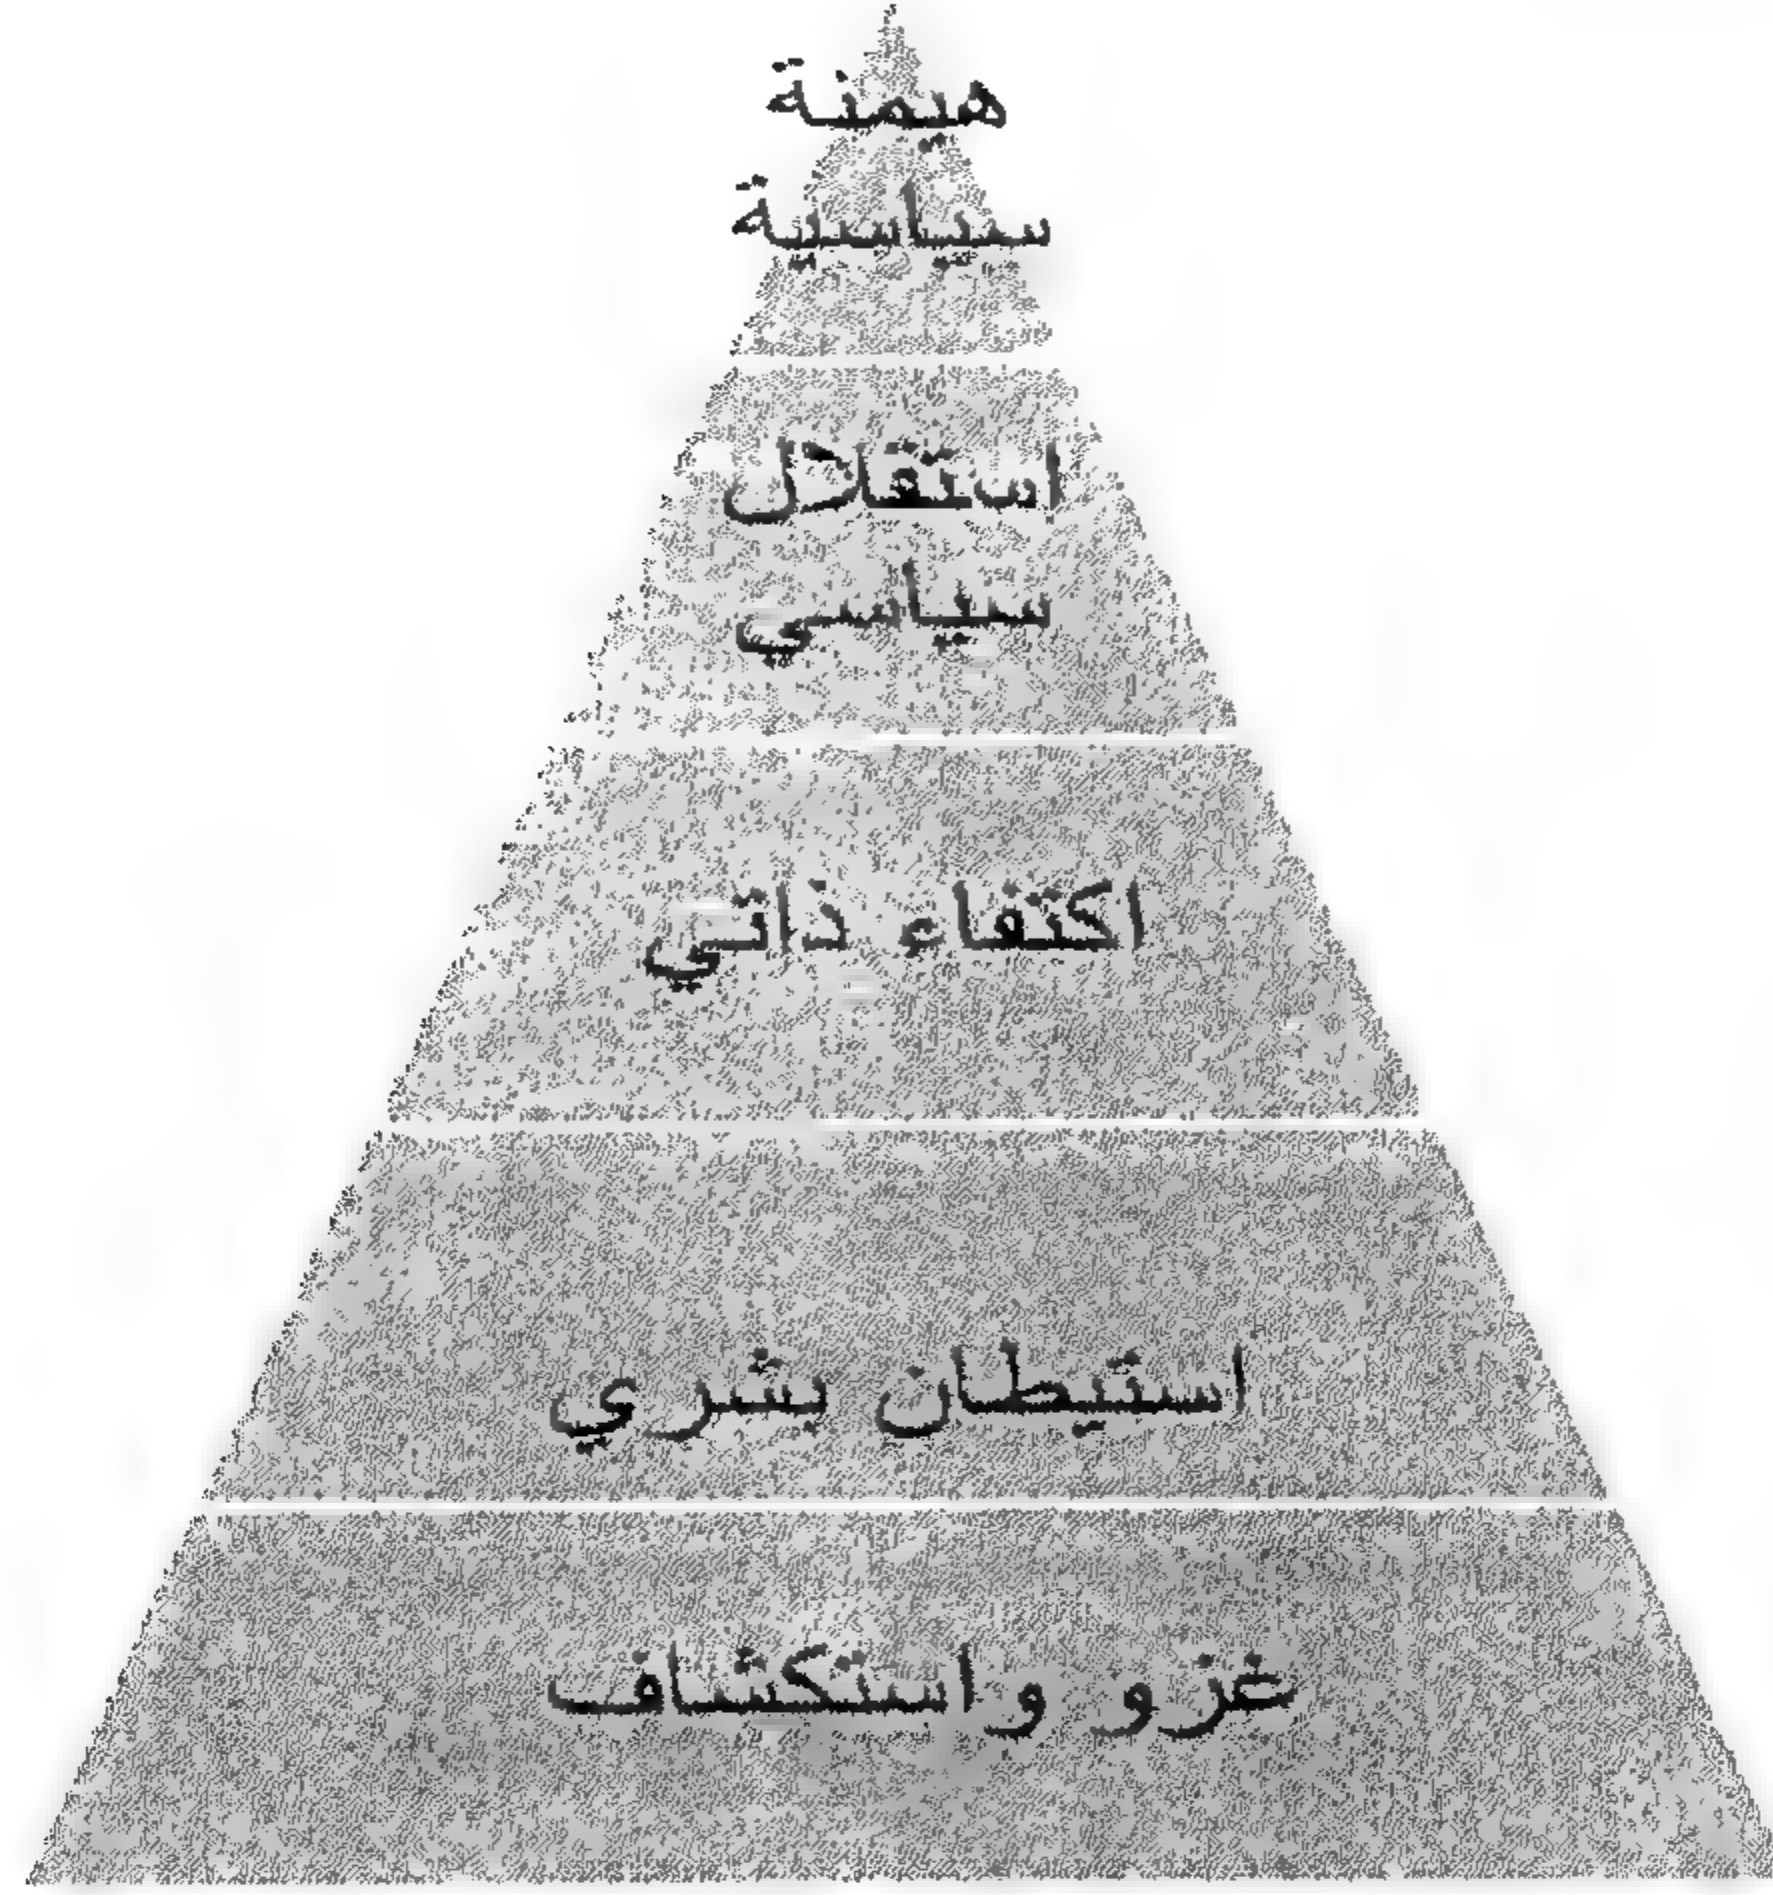 هيمنة
سياسية
استقلال
سياسي
اكتفاء ذاتي
استيطان بشري
غزو واستكشاف